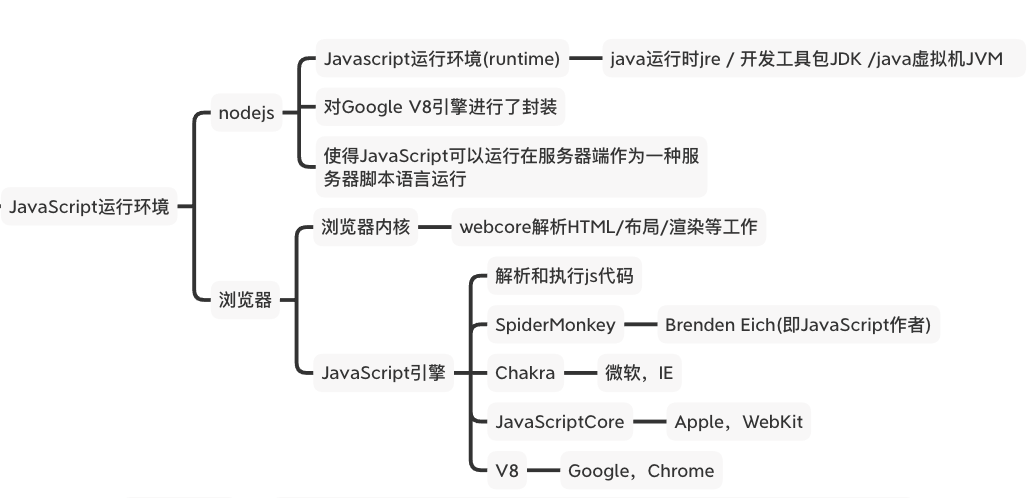 JavaScript运行环境
nodejs
Javascript运行环境(runtime)
java运行时jre / 开发工具包JDK /java虚拟机JVM
对Google V8引擎进行了封装
使得JavaScript可以运行在服务器端作为一种服
务器脚本语言运行
浏览器
浏览器内核
webcore解析HTML/布局/渲染等工作
JavaScript引擎
解析和执行js代码
SpiderMonkey
Brenden Eich(即JavaScript作者)
Chakra
微软，IE
JavaScriptCore
Apple，WebKit
V8
Google，Chrome